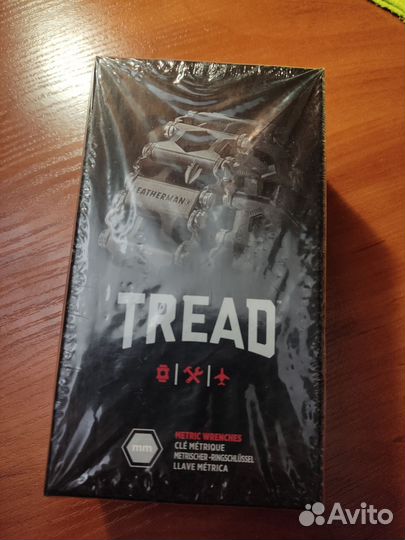 LEATHERMAN
TREAD
mm
METRIC WRENCHES
CLÉ MÉTRIQUE
METRISCHER-RINGSCHLÜSSEL
LLAVE MÉTRICA
Avito